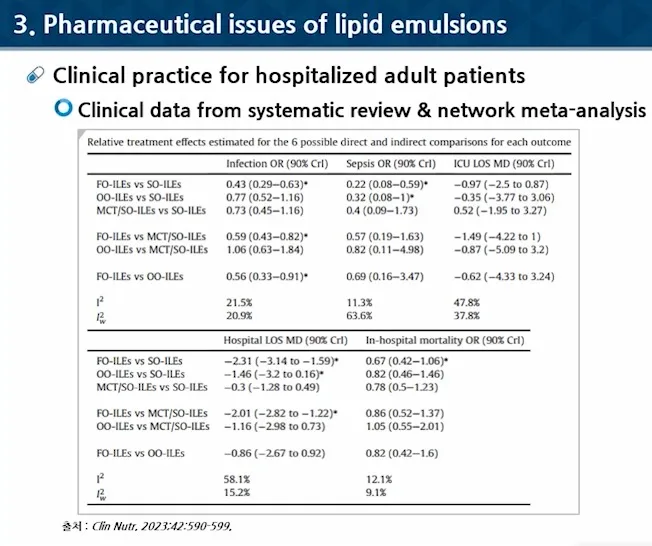 3. Pharmaceutical issues of lipid emulsions
Clinical practice for hospitalized adult patients
Clinical data from systematic review & network meta-analysis
Relative treatment effects estimated for the 6 possible direct and indirect comparisons for each outcome
Infection OR (90% CrI) Sepsis OR (90% CrI) ICU LOS MD (90% CrI)
FO-ILEs vs SO-ILEs 0.43 (0.29–0.63)* 0.22 (0.08–0.59)* −0.97 (−2.5 to 0.87)
OO-ILEs vs SO-ILEs 0.77 (0.52–1.16) 0.32 (0.08–1)* −0.35 (−3.77 to 3.06)
MCT/SO-ILEs vs SO-ILEs 0.73 (0.45–1.16) 0.4 (0.09–1.73) 0.52 (−1.95 to 3.27)
FO-ILEs vs MCT/SO-ILEs 0.59 (0.43–0.82)* 0.57 (0.19–1.63) −1.49 (−4.22 to 1)
OO-ILEs vs MCT/SO-ILEs 1.06 (0.63–1.84) 0.82 (0.11–4.98) −0.87 (−5.09 to 3.2)
FO-ILEs vs OO-ILEs 0.56 (0.33–0.91)* 0.69 (0.16–3.47) −0.62 (−4.33 to 3.24)
I² 21.5% 11.3% 47.8%
I²w 20.9% 63.6% 37.8%
Hospital LOS MD (90% CrI) In-hospital mortality OR (90% CrI)
FO-ILEs vs SO-ILEs −2.31 (−3.14 to −1.59)* 0.67 (0.42–1.06)*
OO-ILEs vs SO-ILEs −1.46 (−3.2 to 0.16)* 0.82 (0.46–1.46)
MCT/SO-ILEs vs SO-ILEs −0.3 (−1.28 to 0.49) 0.78 (0.5–1.23)
FO-ILEs vs MCT/SO-ILEs −2.01 (−2.82 to −1.22)* 0.86 (0.52–1.37)
OO-ILEs vs MCT/SO-ILEs −1.16 (−2.98 to 0.73) 1.05 (0.55–2.01)
FO-ILEs vs OO-ILEs −0.86 (−2.67 to 0.92) 0.82 (0.42–1.6)
I² 58.1% 12.1%
I²w 15.2% 9.1%
출처 : Clin Nutr. 2023;42:590-599.